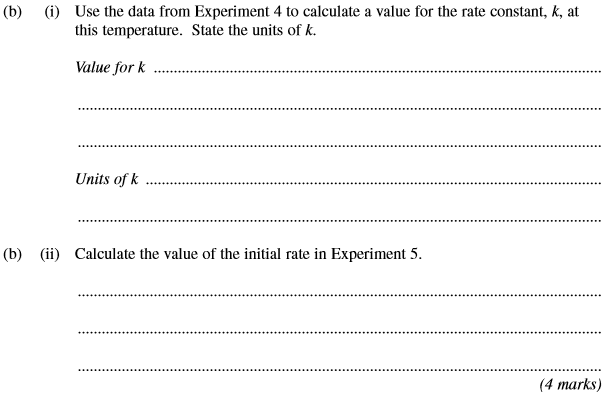 (b) (i) Use the data from Experiment 4 to calculate a value for the rate constant, k, at
this temperature. State the units of k.
Value for k ................................................................................
................................................................................
................................................................................
Units of k ................................................................................
................................................................................
(b) (ii) Calculate the value of the initial rate in Experiment 5.
................................................................................
................................................................................
................................................................................
(4 marks)